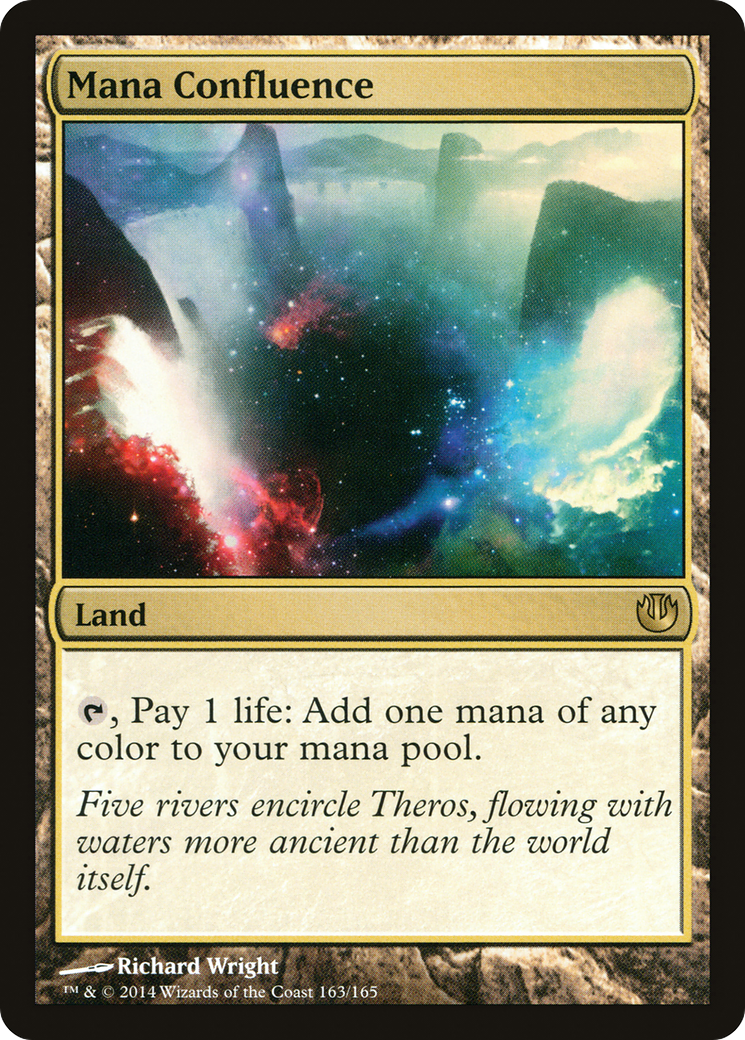 Mana Confluence
Land
, Pay 1 life: Add one mana of any
color to your mana pool.
Five rivers encircle Theros, flowing with
waters more ancient than the world
itself.
Richard Wright
™ & © 2014 Wizards of the Coast 163/165